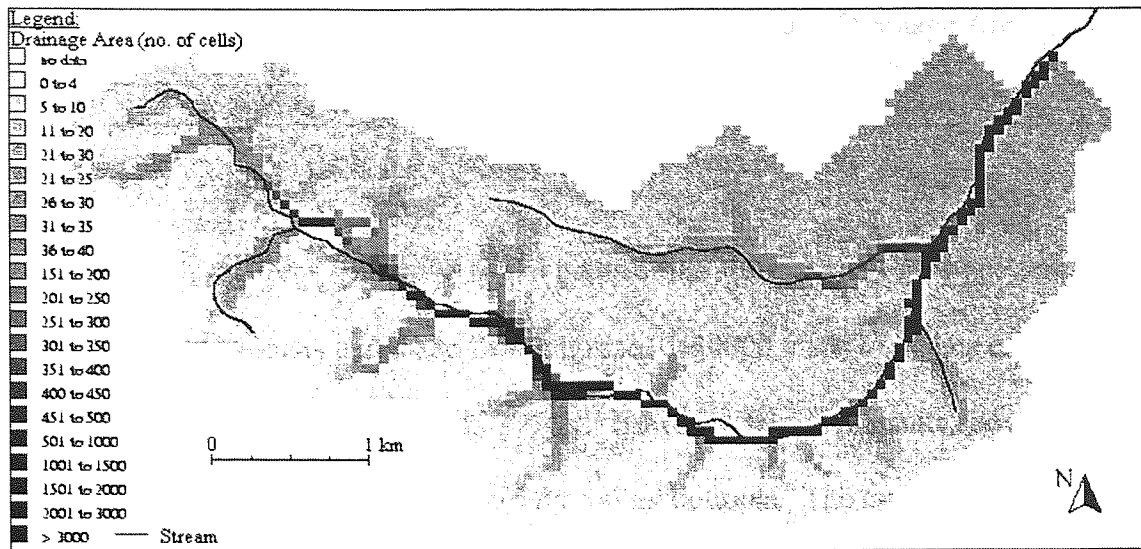 Legend:
Drainage Area (no. of cells)
no data
0 to 4
5 to 10
11 to 20
21 to 30
21 to 25
26 to 30
31 to 35
36 to 40
151 to 200
201 to 250
251 to 300
301 to 350
351 to 400
400 to 450
451 to 500
501 to 1000
1001 to 1500
1501 to 2000
2001 to 3000
> 3000
Stream
0
1 km
N